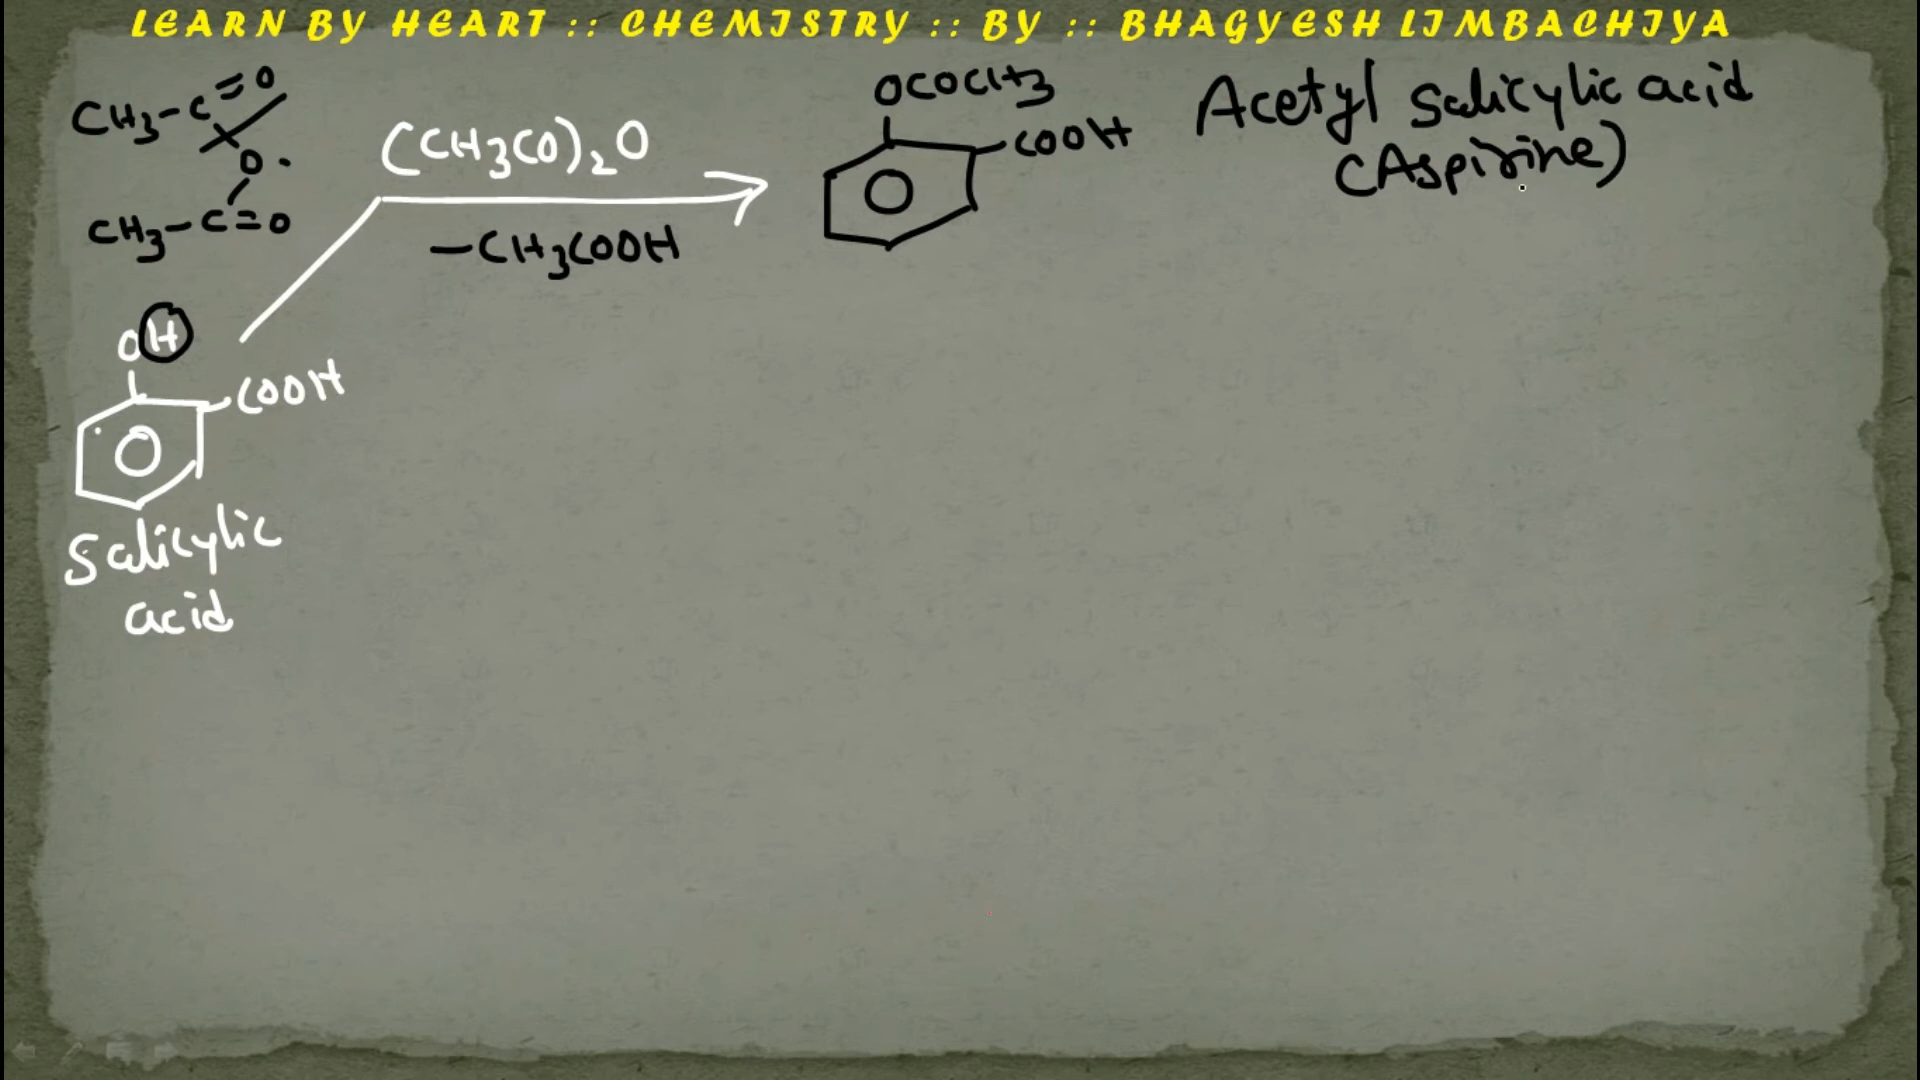 LEARN BY HEART :: CHEMISTRY :: BY :: BHAGYESH LIMBACHIYA
CH3-C=O
O
CH3-C=O
(CH3CO)2O
-CH3COOH
OCOCH3
COOH
Acetyl Salicylic acid
(Aspirine)
OH
COOH
Salicylic
acid